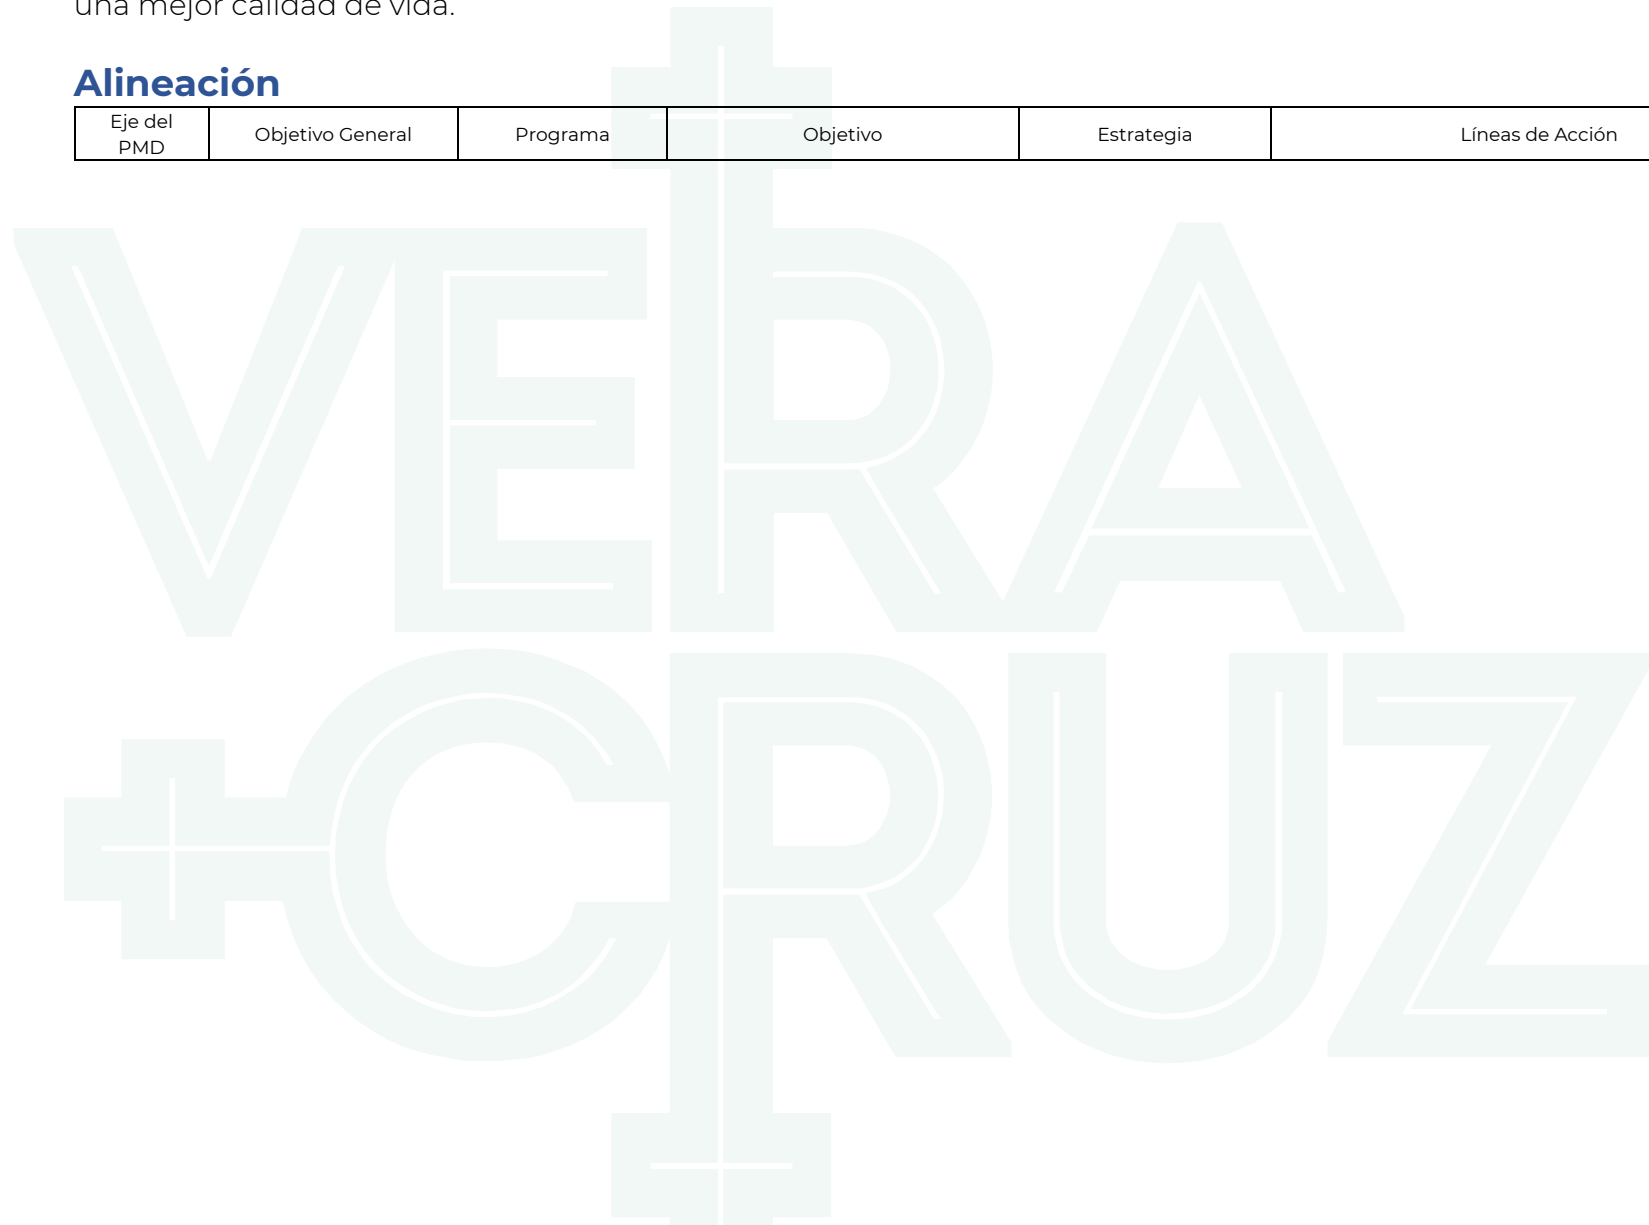 una mejor calidad de vida.
Alineación
Eje del
PMD
Objetivo General
Programa
Objetivo
Estrategia
Líneas de Acción
VERA
CRUZ